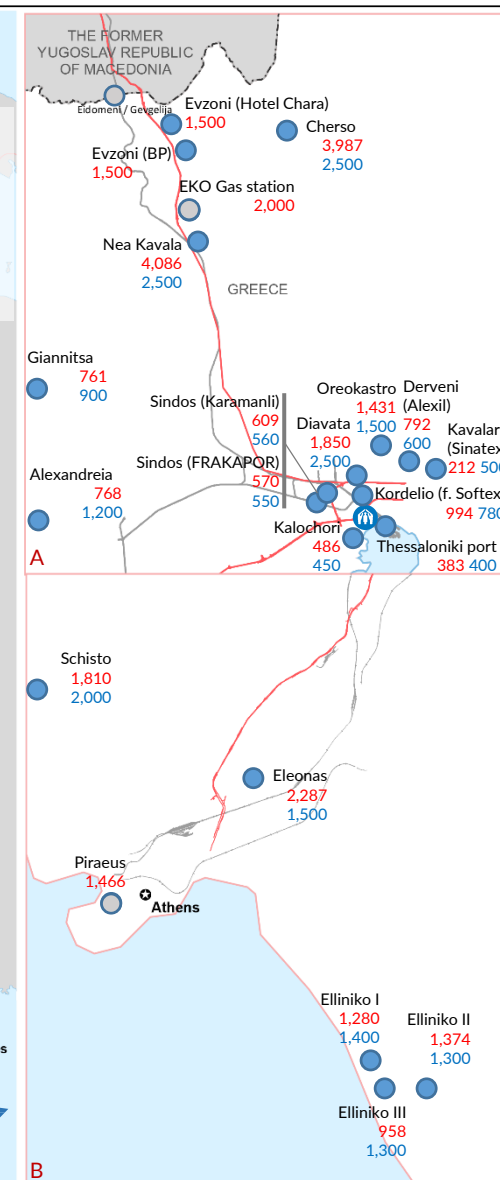 THE FORMER
YUGOSLAV REPUBLIC
OF MACEDONIA
Eidomeni / Gevgelija
Evzoni (Hotel Chara)
1,500
Cherso
3,987
2,500
Evzoni (BP)
1,500
EKO Gas station
2,000
Nea Kavala
4,086
2,500
GREECE
Giannitsa
761
900
Sindos (Karamanli)
609
560
Oreokastro
1,431
1,500
Derveni
(Alexil)
792
600
Diavata
1,850
2,500
Kavalar
(Sinatex
212 500
Alexandreia
768
1,200
Sindos (FRAKAPOR)
570
550
Kordelio (f. Softex
994 780
Kalochori
486
450
Thessaloniki port
383 400
A
Schisto
1,810
2,000
Eleonas
2,287
1,500
Piraeus
1,466
Athens
Elliniko I
1,280
1,400
Elliniko II
1,374
1,300
Elliniko III
958
1,300
s
B